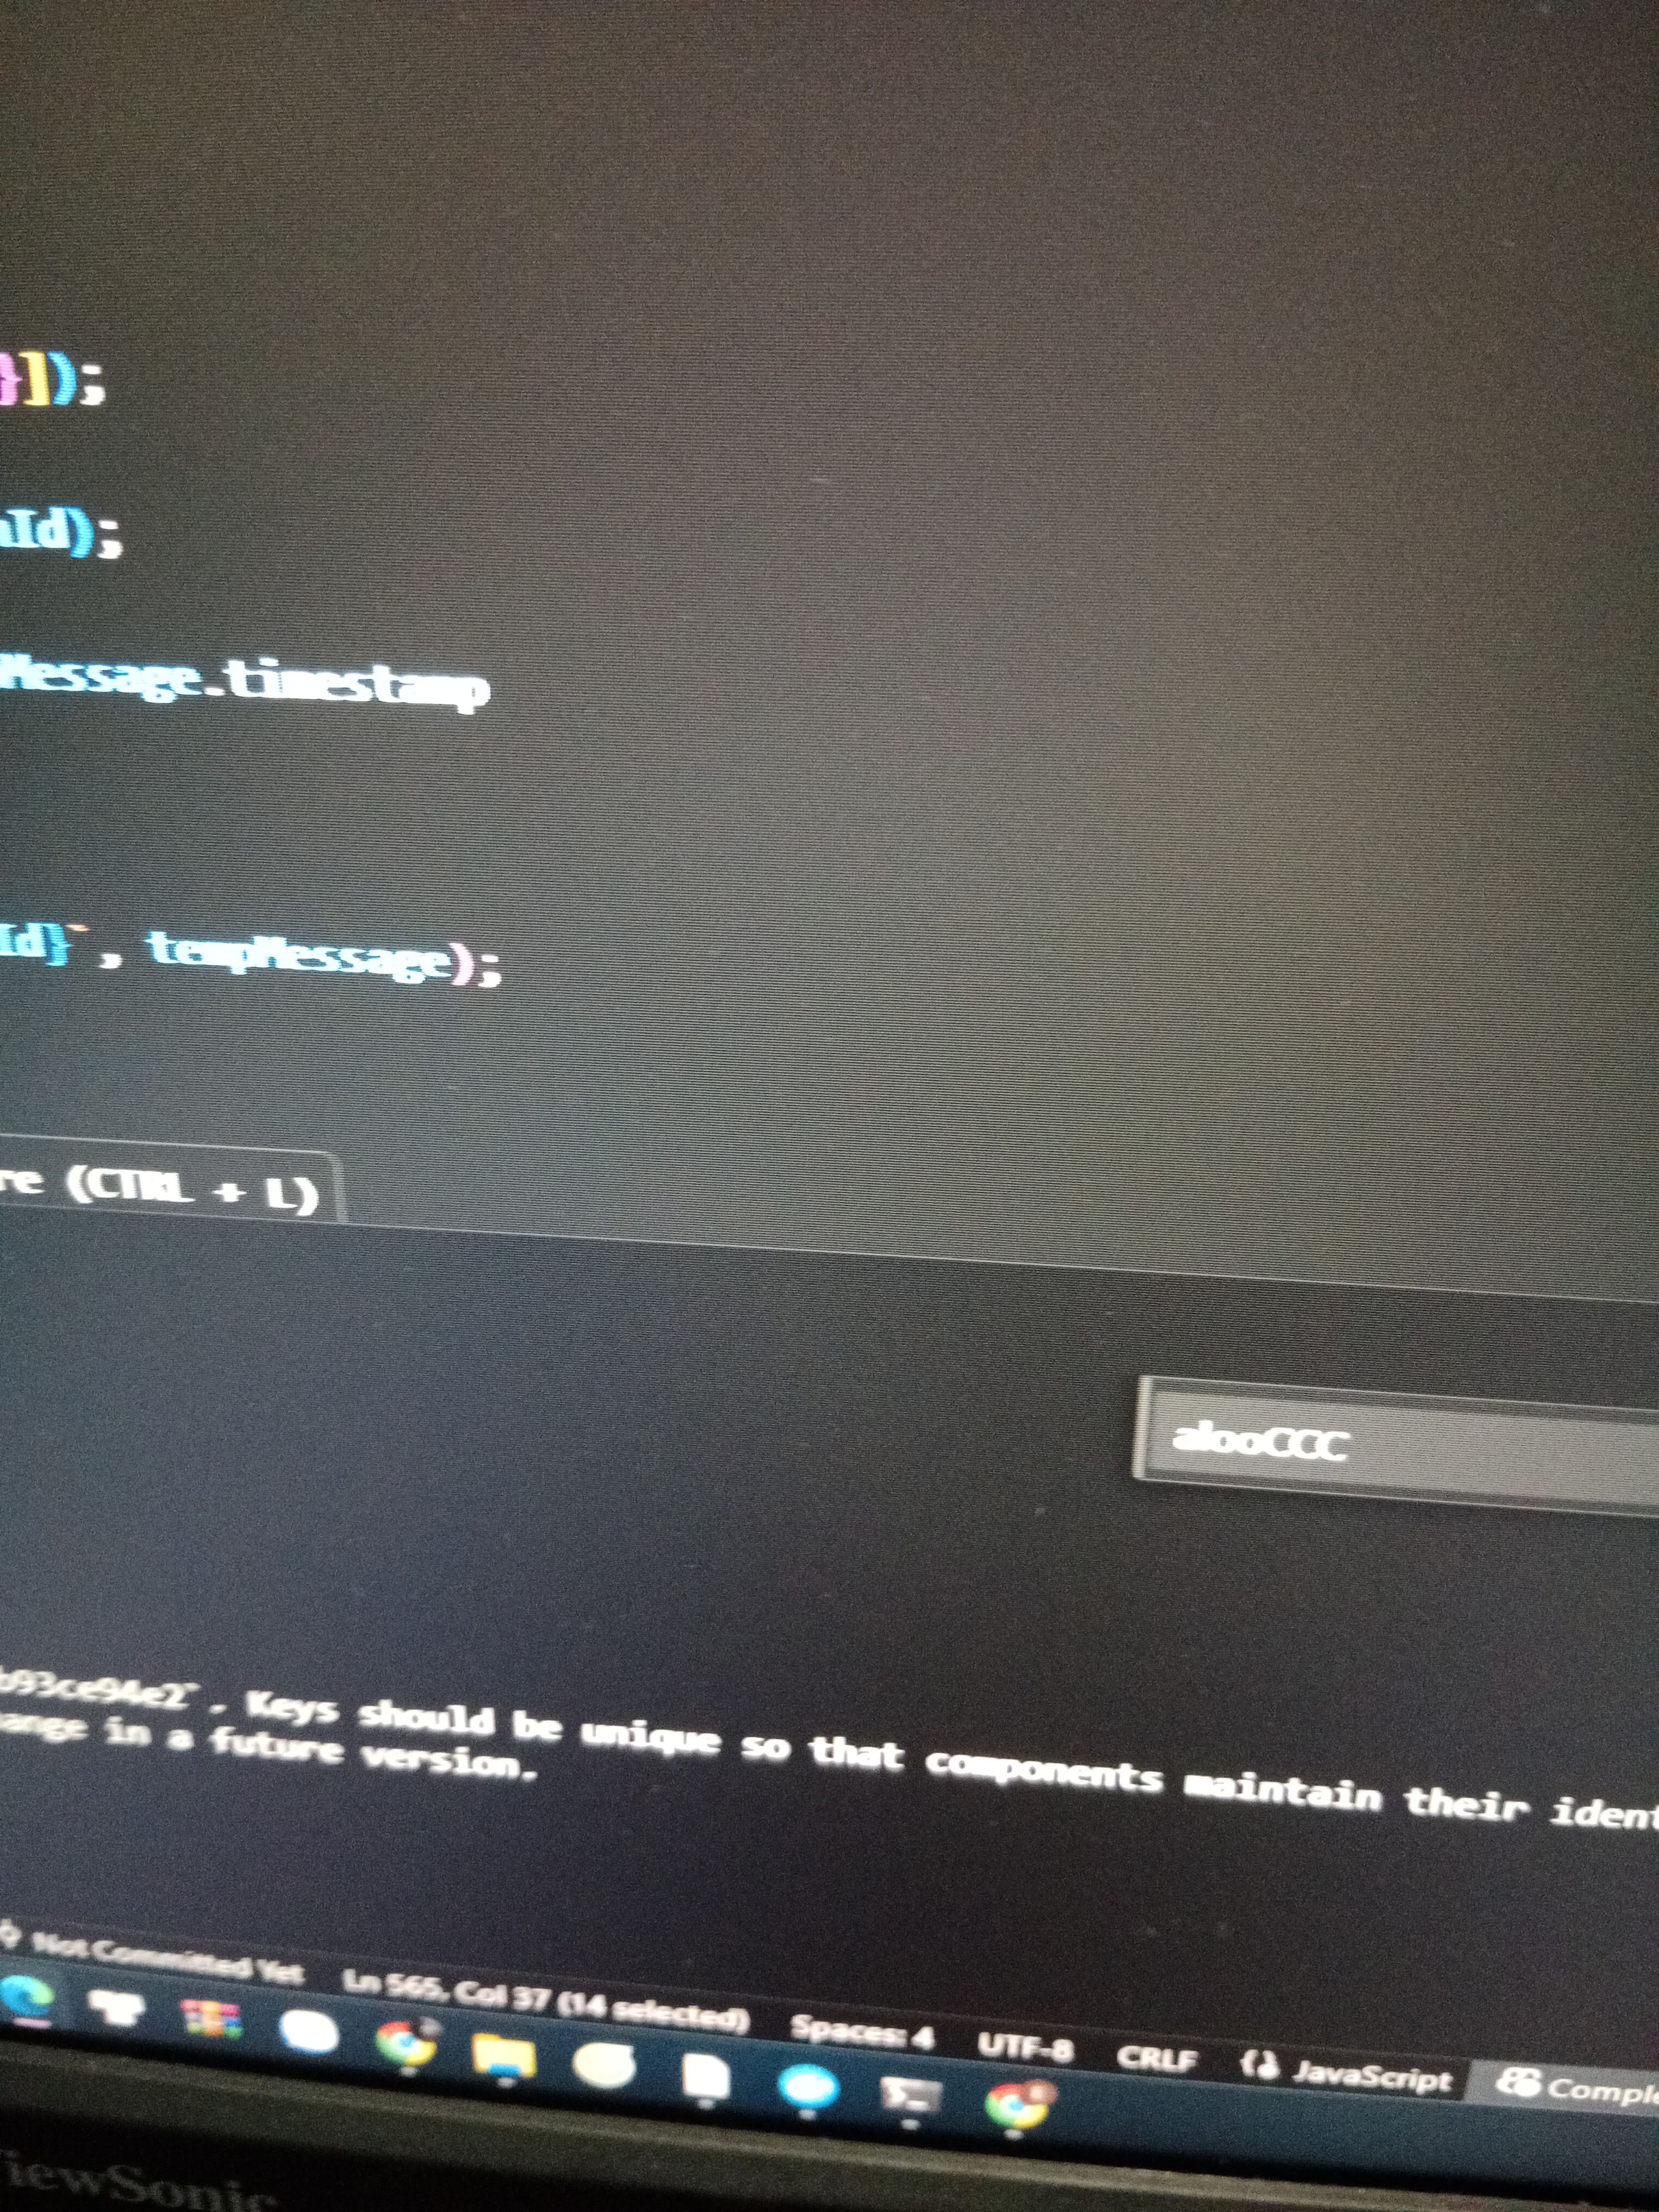 }]);
Id);
Message.timestamp
Id}`, tempMessage);
re (CTRL + L)
alooCCC
b93ce94e2`. Keys should be unique so that components maintain their ident
ange in a future version.
Not Committed Yet Ln 565, Col 37 (14 selected) Spaces: 4 UTF-8 CRLF {} JavaScript Comple
ViewSonic